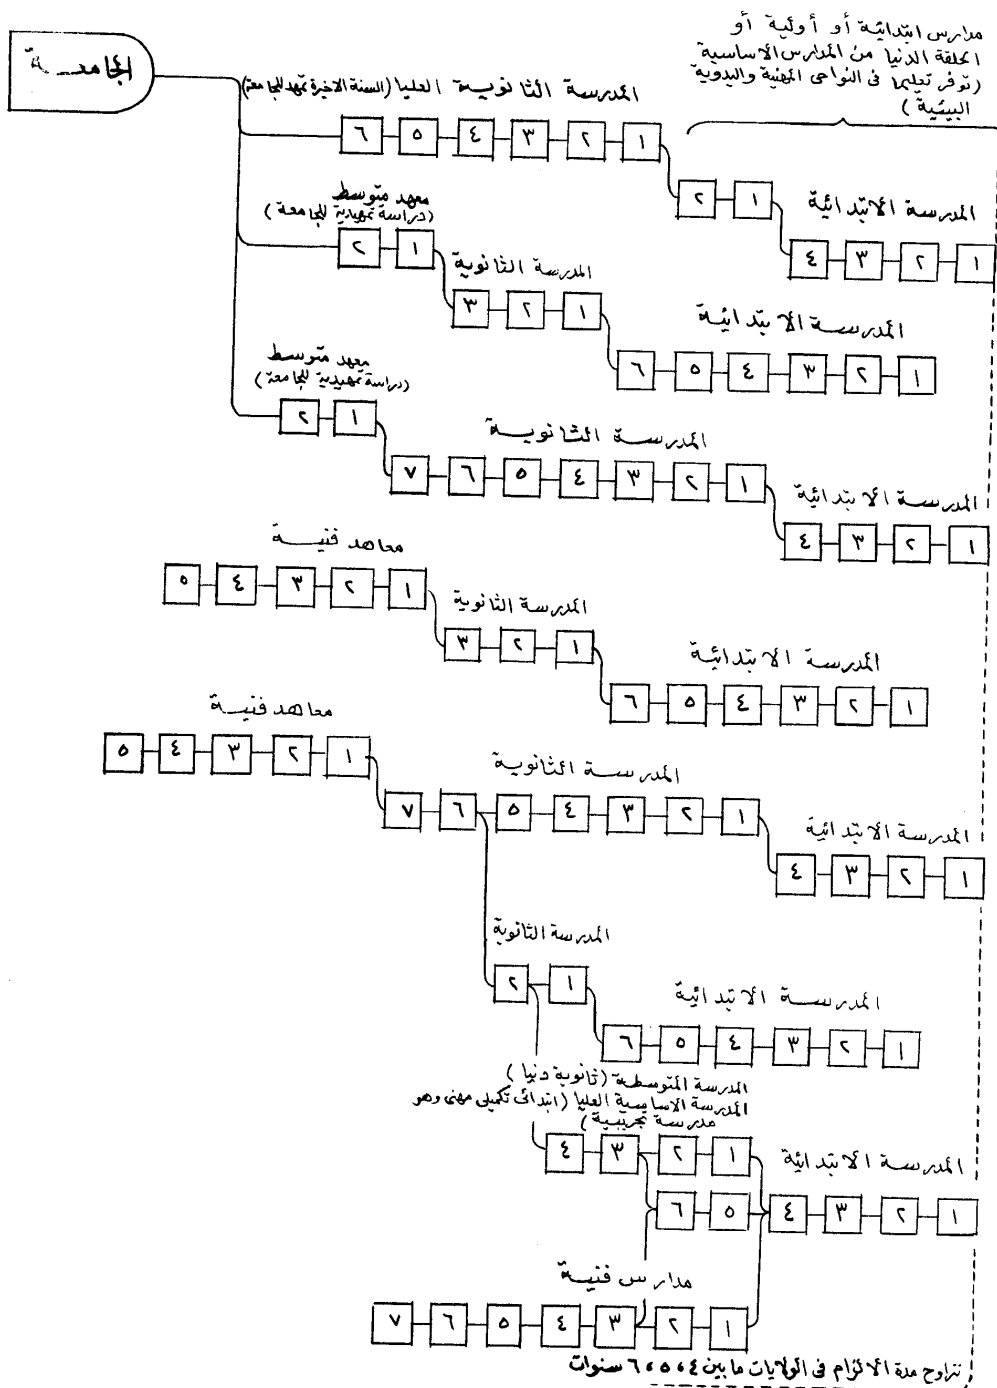 مدارس ابتدائية أو أولية أو
الحلقة الدنيا من المدارس الاساسية
(توفر تعليما فى النواحى المهنية واليدوية
البيئية)
الجامعة
المدرسة الثانوية العليا (السنة الاخيرة تمهد للجامعة)
١ ٢ ٣ ٤ ٥ ٦
١ ٢
المدرسة الابتدائية
١ ٢ ٣ ٤
معهد متوسط
(دراسة تمهيدية للجامعة)
١ ٢
المدرسة الثانوية
١ ٢ ٣
المدرسة الابتدائية
١ ٢ ٣ ٤ ٥ ٦
معهد متوسط
(دراسة تمهيدية للجامعة)
١ ٢
المدرسة الثانوية
١ ٢ ٣ ٤ ٥ ٦ ٧
المدرسة الابتدائية
١ ٢ ٣ ٤
معاهد فنية
١ ٢ ٣ ٤ ٥
المدرسة الثانوية
١ ٢ ٣
المدرسة الابتدائية
١ ٢ ٣ ٤ ٥ ٦
معاهد فنية
١ ٢ ٣ ٤ ٥
المدرسة الثانوية
١ ٢ ٣ ٤ ٥ ٦ ٧
المدرسة الابتدائية
١ ٢ ٣ ٤
المدرسة الثانوية
١ ٢
المدرسة الابتدائية
١ ٢ ٣ ٤ ٥ ٦
المدرسة المتوسطة (ثانوية دنيا)
المدرسة الاساسية العليا (ابتدائى تكميلى مهنى وهو
مدرسة تجريبية)
١ ٢ ٣ ٤
المدرسة الابتدائية
١ ٢ ٣ ٤ ٥ ٦
مدارس فنية
١ ٢ ٣ ٤ ٥ ٦ ٧
تتراوح مدة الالزام فى الولايات ما بين ٤، ٥، ٦ سنوات